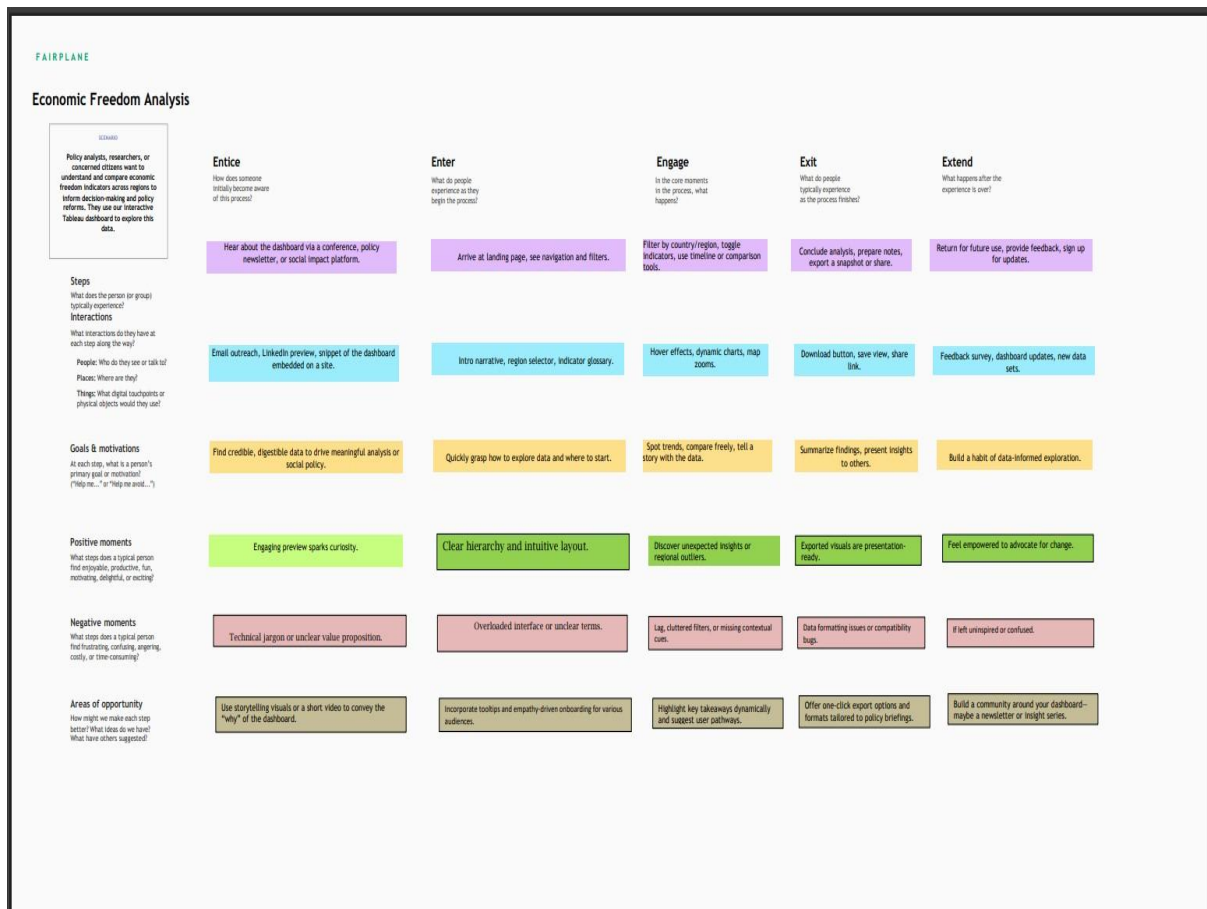 FAIRPLANE
Economic Freedom Analysis
SCENARIO
Policy analysts, researchers, or
concerned citizens want to
understand and compare economic
freedom indicators across regions to
inform decision-making and policy
reforms. They use our interactive
Tableau dashboard to explore this
data.
Entice
How does someone
initially become aware
of this process?
Enter
What do people
experience as they
begin the process?
Engage
In the core moments
in the process, what
happens?
Exit
What do people
typically experience
as the process finishes?
Extend
What happens after the
experience is over?
Steps
What does the person (or group)
typically experience?
Hear about the dashboard via a conference, policy
newsletter, or social impact platform.
Arrive at landing page, see navigation and filters.
Filter by country/region, toggle
indicators, use timeline or comparison
tools.
Conclude analysis, prepare notes,
export a snapshot or share.
Return for future use, provide feedback, sign up
for updates.
Interactions
What interactions do they have at
each step along the way?
People: Who do they see or talk to?
Places: Where are they?
Things: What digital touchpoints or
physical objects would they use?
Email outreach, LinkedIn preview, snippet of the dashboard
embedded on a site.
Intro narrative, region selector, indicator glossary.
Hover effects, dynamic charts, map
zooms.
Download button, save view, share
link.
Feedback survey, dashboard updates, new data
sets.
Goals & motivations
At each step, what is a person's
primary goal or motivation?
("Help me..." or "Help me avoid...")
Find credible, digestible data to drive meaningful analysis or
social policy.
Quickly grasp how to explore data and where to start.
Spot trends, compare freely, tell a
story with the data.
Summarize findings, present insights
to others.
Build a habit of data-informed exploration.
Positive moments
What steps does a typical person
find enjoyable, productive, fun,
motivating, delightful, or exciting?
Engaging preview sparks curiosity.
Clear hierarchy and intuitive layout.
Discover unexpected insights or
regional outliers.
Exported visuals are presentation-
ready.
Feel empowered to advocate for change.
Negative moments
What steps does a typical person
find frustrating, confusing, angering,
costly, or time-consuming?
Technical jargon or unclear value proposition.
Overloaded interface or unclear terms.
Lag, cluttered filters, or missing contextual
cues.
Data formatting issues or compatibility
bugs.
If left uninspired or confused.
Areas of opportunity
How might we make each step
better? What ideas do we have?
What have others suggested?
Use storytelling visuals or a short video to convey the
"why" of the dashboard.
Incorporate tooltips and empathy-driven onboarding for various
audiences.
Highlight key takeaways dynamically
and suggest user pathways.
Offer one-click export options and
formats tailored to policy briefings.
Build a community around your dashboard—
maybe a newsletter or insight series.